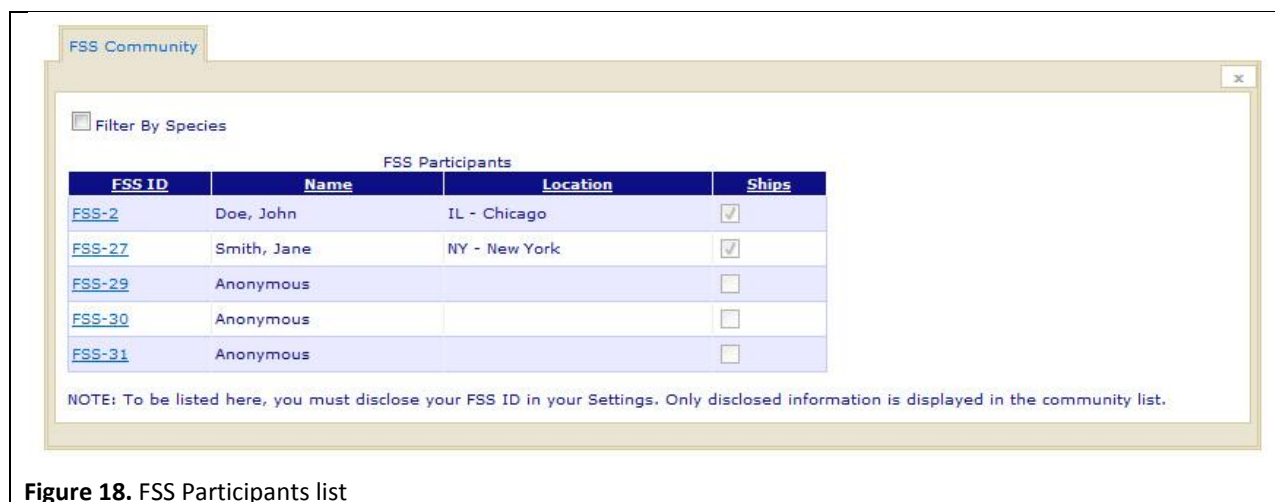 FSS Community
x
Filter By Species
FSS Participants
FSS ID Name Location Ships
FSS-2 Doe, John IL - Chicago
FSS-27 Smith, Jane NY - New York
FSS-29 Anonymous
FSS-30 Anonymous
FSS-31 Anonymous
NOTE: To be listed here, you must disclose your FSS ID in your Settings. Only disclosed information is displayed in the community list.
Figure 18. FSS Participants list